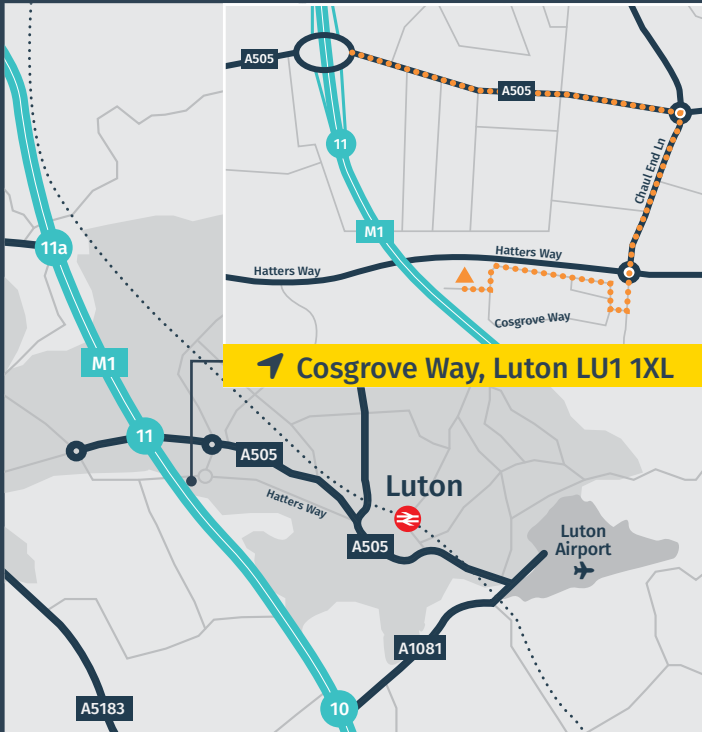 A505
A505
11
Chaul End Ln
M1
Hatters Way
Hatters Way
Cosgrove Way
Cosgrove Way, Luton LU1 1XL
11a
M1
11
A505
Hatters Way
Luton
A505
Luton
Airport
A1081
A5183
10